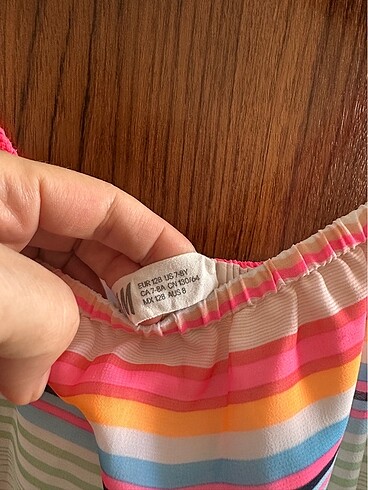 EUR 128 US 7-8Y
CA 7-8A CN 130/64
MX 128 AUS 8